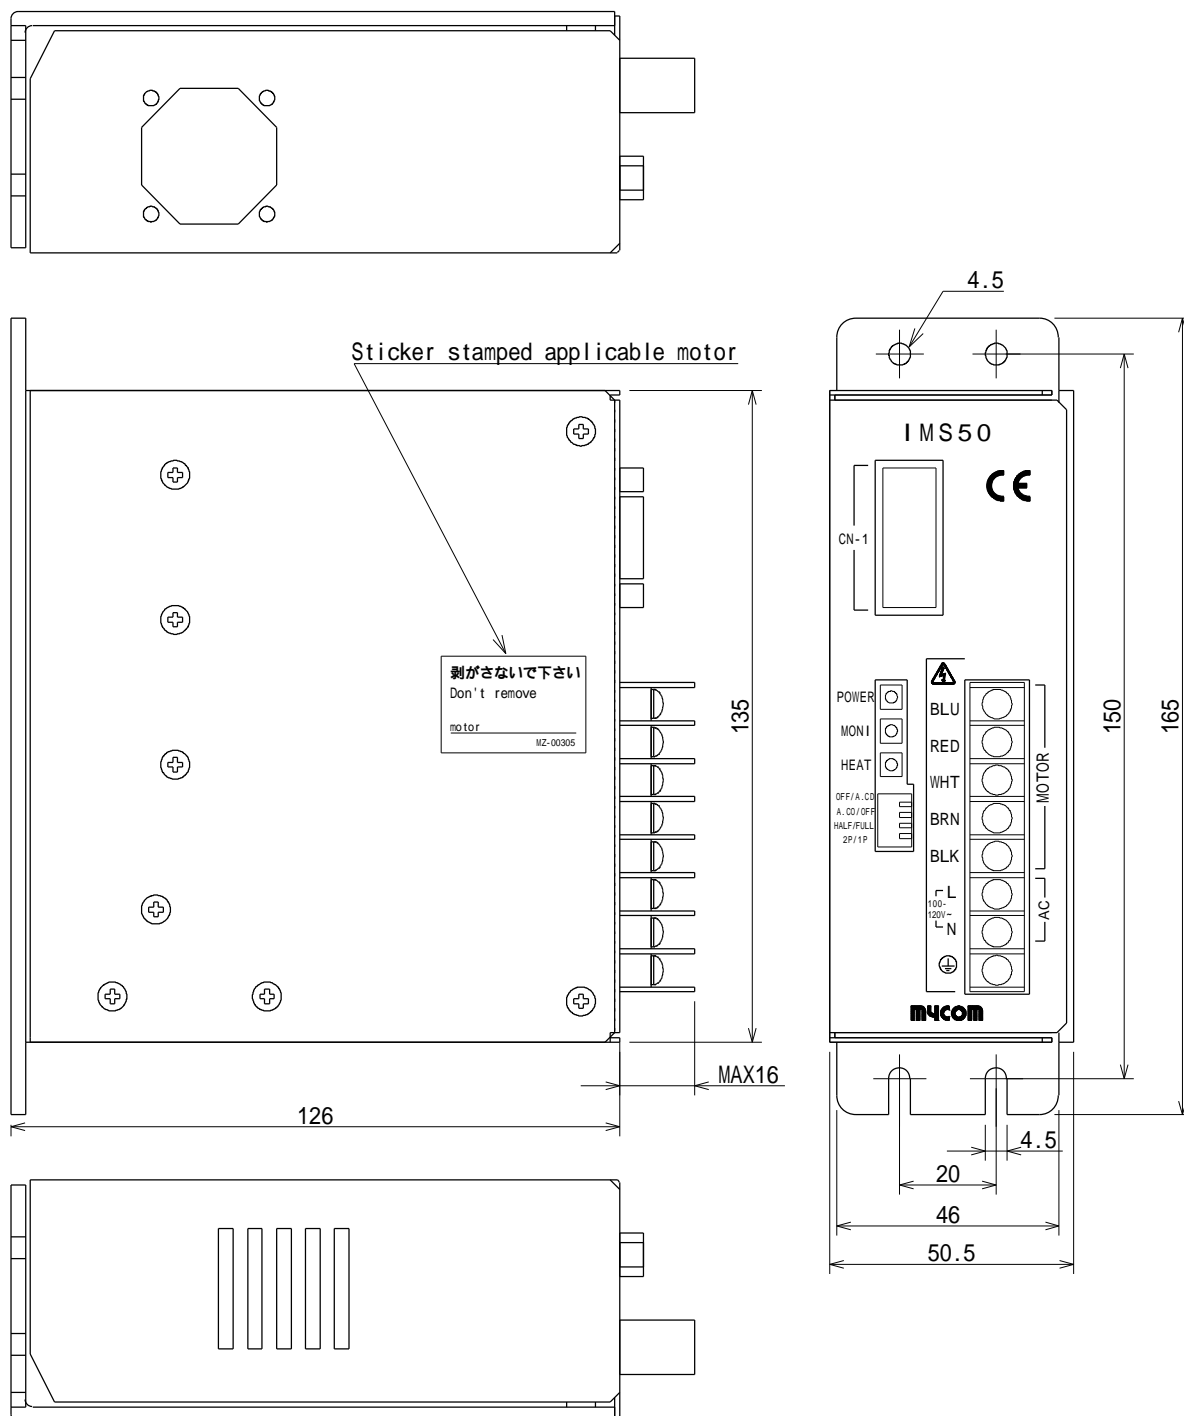 4.5
Sticker stamped applicable motor
IMS50
CE
CN-1
剥がさないで下さい
Don't remove
motor
MZ-00305
135
150
165
POWER
MONI
HEAT
OFF/A.CD
A.CO/OFF
HALF/FULL
2P/1P
BLU
RED
WHT
BRN
BLK
L
100-
120V~
N
MOTOR
AC
mycom
MAX16
126
4.5
20
46
50.5